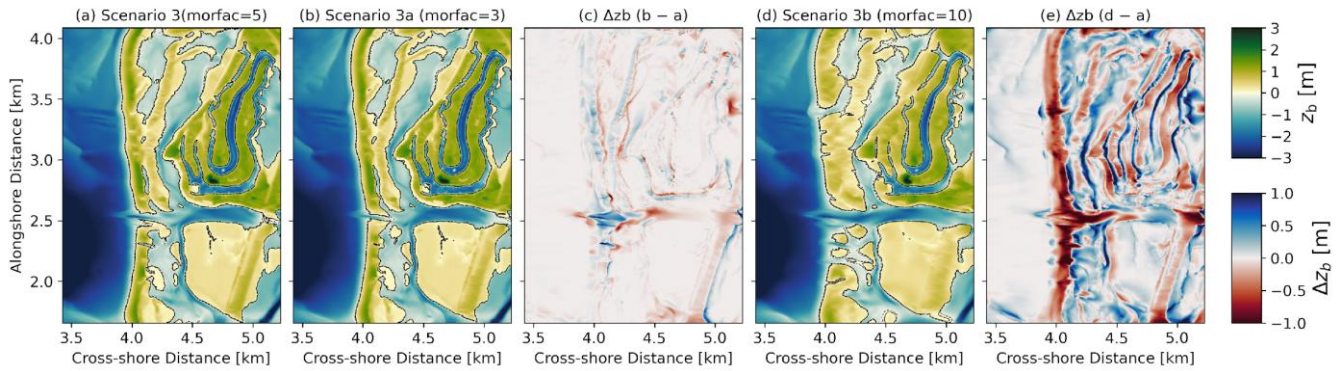 (a) Scenario 3(morfac=5)
(b) Scenario 3a (morfac=3)
(c) Δzb (b − a)
(d) Scenario 3b (morfac=10)
(e) Δzb (d − a)
Alongshore Distance [km]
4.0
3.5
3.0
2.5
2.0
3.5 4.0 4.5 5.0
3.5 4.0 4.5 5.0
3.5 4.0 4.5 5.0
3.5 4.0 4.5 5.0
3.5 4.0 4.5 5.0
Cross-shore Distance [km]
Cross-shore Distance [km]
Cross-shore Distance [km]
Cross-shore Distance [km]
Cross-shore Distance [km]
3
2
1
0
−1
−2
−3
z_b [m]
1.0
0.5
0.0
−0.5
−1.0
Δz_b [m]